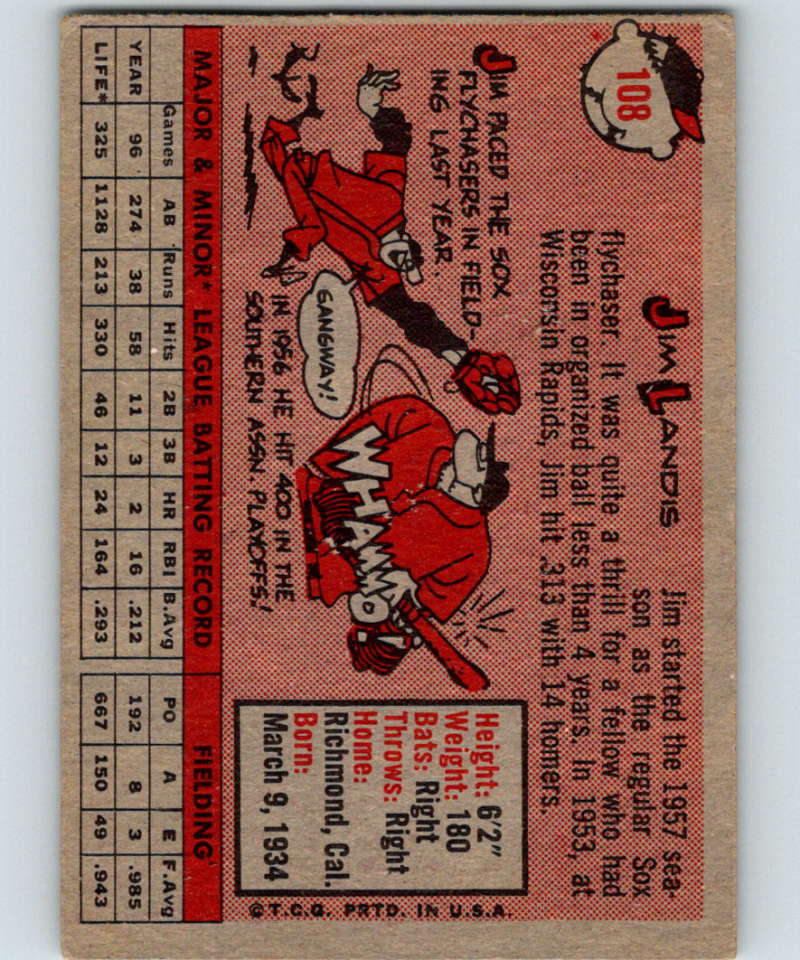 108
JIM LANDIS
Jim started the 1957 sea-
son as the regular Sox
flychaser. It was quite a thrill for a fellow who had
been in organized ball less than 4 years. In 1953, at
Wisconsin Rapids, Jim hit .313 with 14 homers.
JIM PACED THE SOX
FLYCHASERS IN FIELD-
ING LAST YEAR.
GANGWAY!
IN 1956 HE HIT .400 IN THE
SOUTHERN ASSN. PLAYOFFS!
WHAMMO!
Height: 6'2"
Weight: 180
Bats: Right
Throws: Right
Home:
Richmond, Cal.
Born:
March 9, 1934
©T.C.G. PRTD. IN U.S.A.
MAJOR & MINOR* LEAGUE BATTING RECORD FIELDING
Games AB Runs Hits 2B 3B HR RBI B.Avg PO A E F.Avg
YEAR 96 274 38 58 11 3 2 16 .212 192 8 3 .985
LIFE* 325 1128 213 330 46 12 24 164 .293 667 150 49 .943